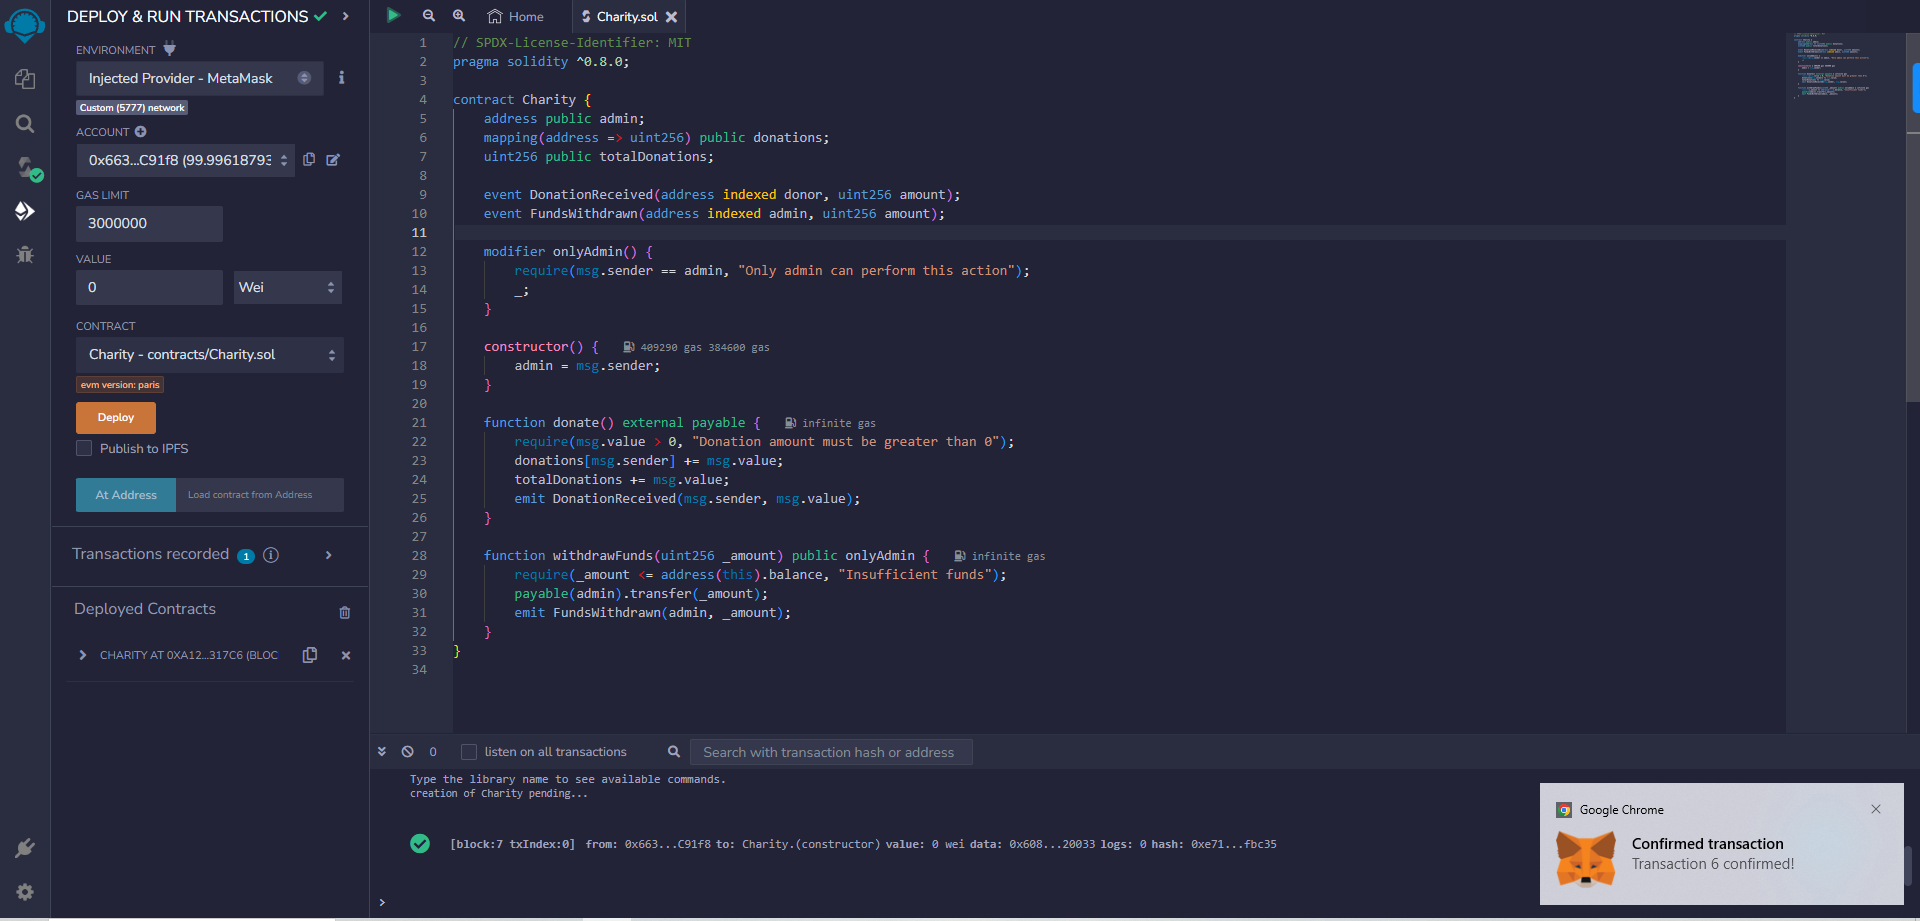 DEPLOY & RUN TRANSACTIONS
ENVIRONMENT
Injected Provider - MetaMask
Custom (5777) network
ACCOUNT
0x663...C91f8 (99.99618793
GAS LIMIT
3000000
VALUE
0
Wei
CONTRACT
Charity - contracts/Charity.sol
evm version: paris
Deploy
Publish to IPFS
At Address
Load contract from Address
Transactions recorded 1
Deployed Contracts
CHARITY AT 0XA12...317C6 (BLOC
Home
Charity.sol
1 // SPDX-License-Identifier: MIT
2 pragma solidity ^0.8.0;
3
4 contract Charity {
5 address public admin;
6 mapping(address => uint256) public donations;
7 uint256 public totalDonations;
8
9 event DonationReceived(address indexed donor, uint256 amount);
10 event FundsWithdrawn(address indexed admin, uint256 amount);
11
12 modifier onlyAdmin() {
13 require(msg.sender == admin, "Only admin can perform this action");
14 _;
15 }
16
17 constructor() { 409290 gas 384600 gas
18 admin = msg.sender;
19 }
20
21 function donate() external payable { infinite gas
22 require(msg.value > 0, "Donation amount must be greater than 0");
23 donations[msg.sender] += msg.value;
24 totalDonations += msg.value;
25 emit DonationReceived(msg.sender, msg.value);
26 }
27
28 function withdrawFunds(uint256 _amount) public onlyAdmin { infinite gas
29 require(_amount <= address(this).balance, "Insufficient funds");
30 payable(admin).transfer(_amount);
31 emit FundsWithdrawn(admin, _amount);
32 }
33 }
34
0
listen on all transactions
Search with transaction hash or address
Type the library name to see available commands.
creation of Charity pending...
[block:7 txIndex:0] from: 0x663...C91f8 to: Charity.(constructor) value: 0 wei data: 0x608...20033 logs: 0 hash: 0xe71...fbc35
>
Google Chrome
Confirmed transaction
Transaction 6 confirmed!